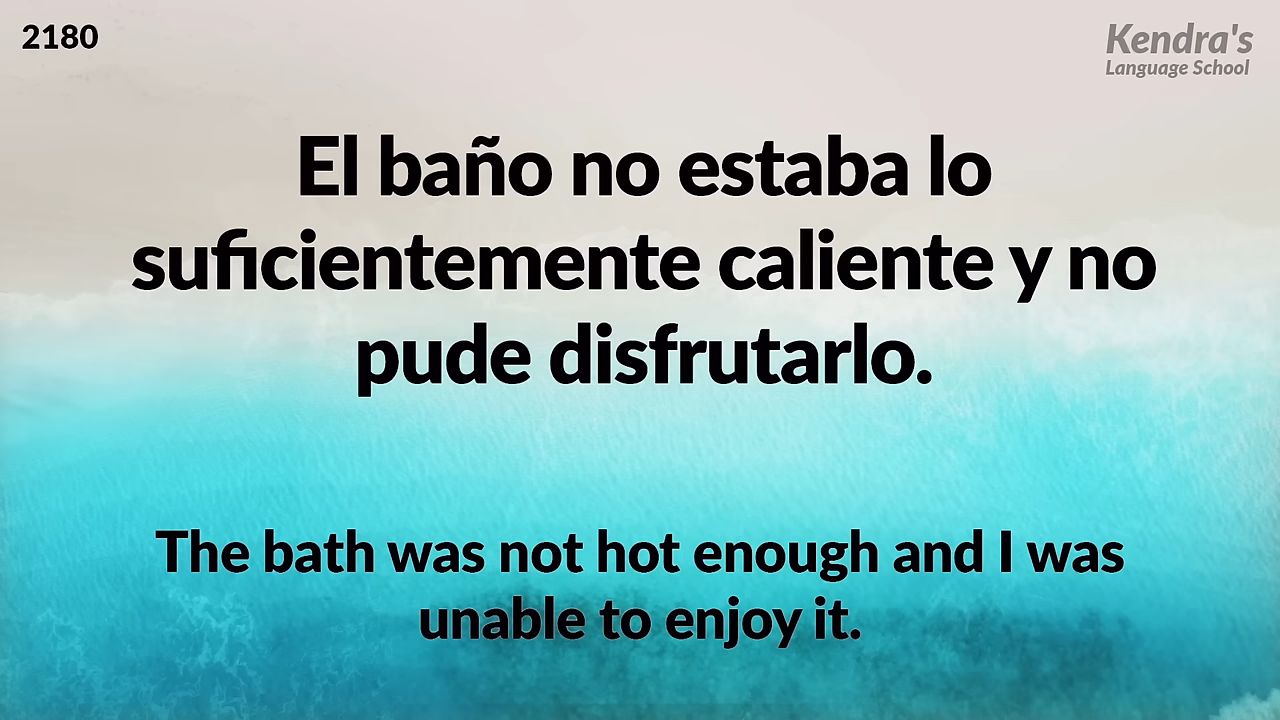 2180
Kendra's
Language School
El baño no estaba lo
suficientemente caliente y no
pude disfrutarlo.
The bath was not hot enough and I was
unable to enjoy it.